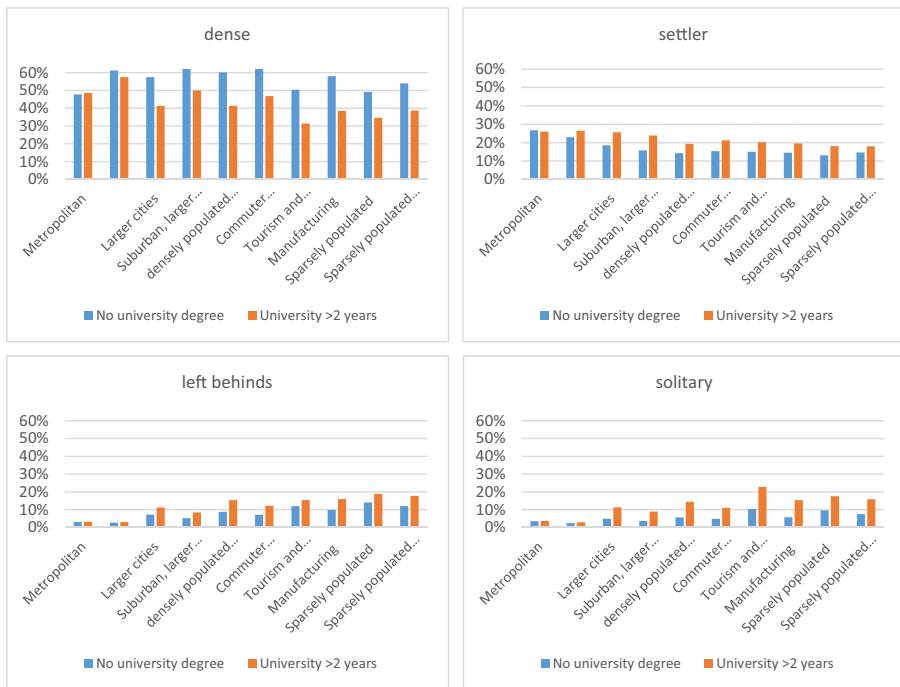 dense
60%
50%
40%
30%
20%
10%
0%
Metropolitan
Larger cities
Suburban, larger...
densely populated...
Commuter...
Tourism and...
Manufacturing
Sparsely populated
Sparsely populated...
No university degree University >2 years
settler
60%
50%
40%
30%
20%
10%
0%
Metropolitan
Larger cities
Suburban, larger...
densely populated...
Commuter...
Tourism and...
Manufacturing
Sparsely populated
Sparsely populated...
No university degree University >2 years
left behinds
60%
50%
40%
30%
20%
10%
0%
Metropolitan
Larger cities
Suburban, larger...
densely populated...
Commuter...
Tourism and...
Manufacturing
Sparsely populated
Sparsely populated...
No university degree University >2 years
solitary
60%
50%
40%
30%
20%
10%
0%
Metropolitan
Larger cities
Suburban, larger...
densely populated...
Commuter...
Tourism and...
Manufacturing
Sparsely populated
Sparsely populated...
No university degree University >2 years